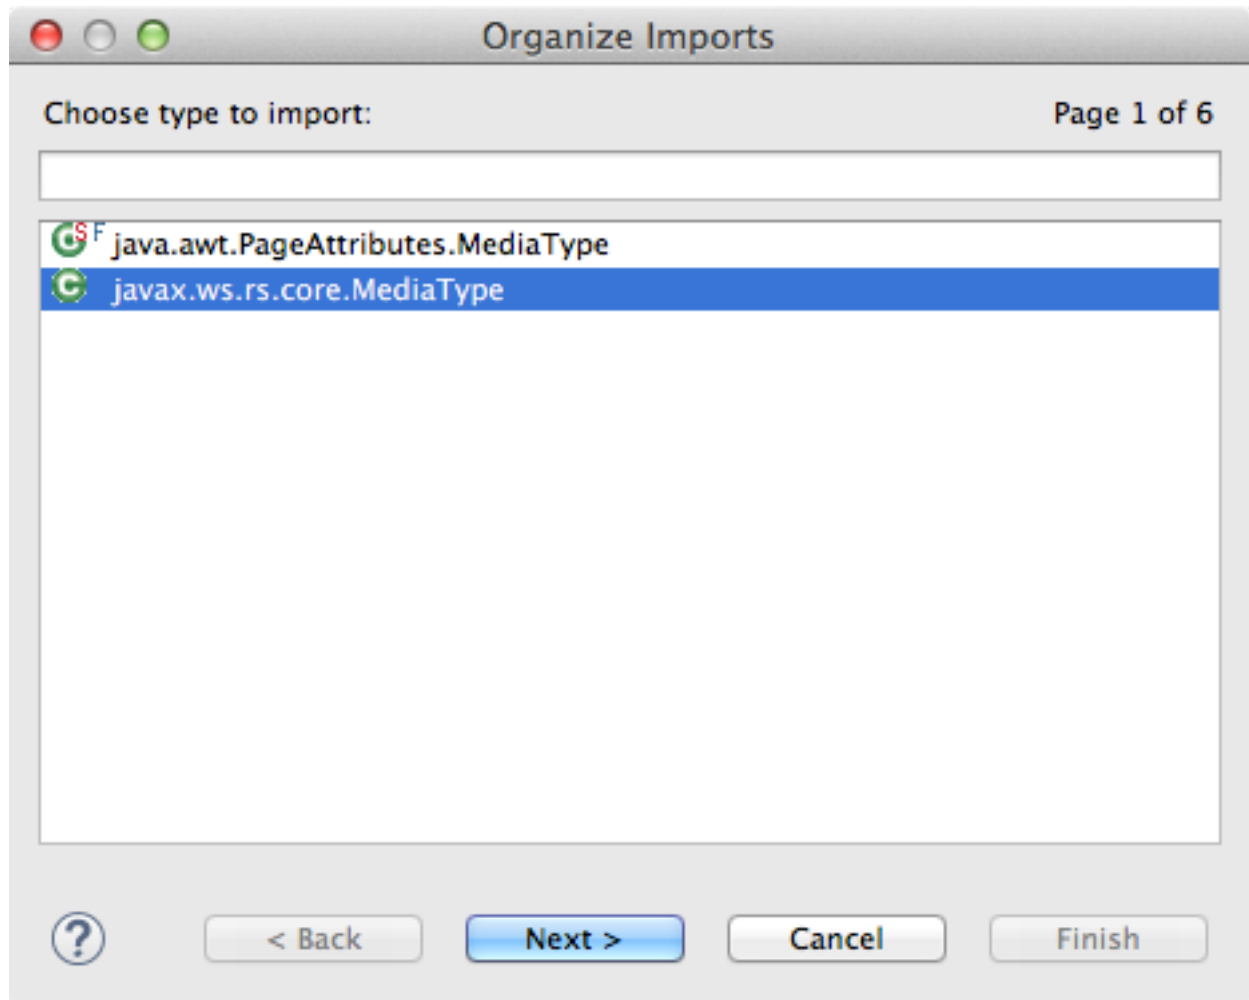 Organize Imports
Choose type to import: Page 1 of 6
java.awt.PageAttributes.MediaType
javax.ws.rs.core.MediaType
? < Back Next > Cancel Finish